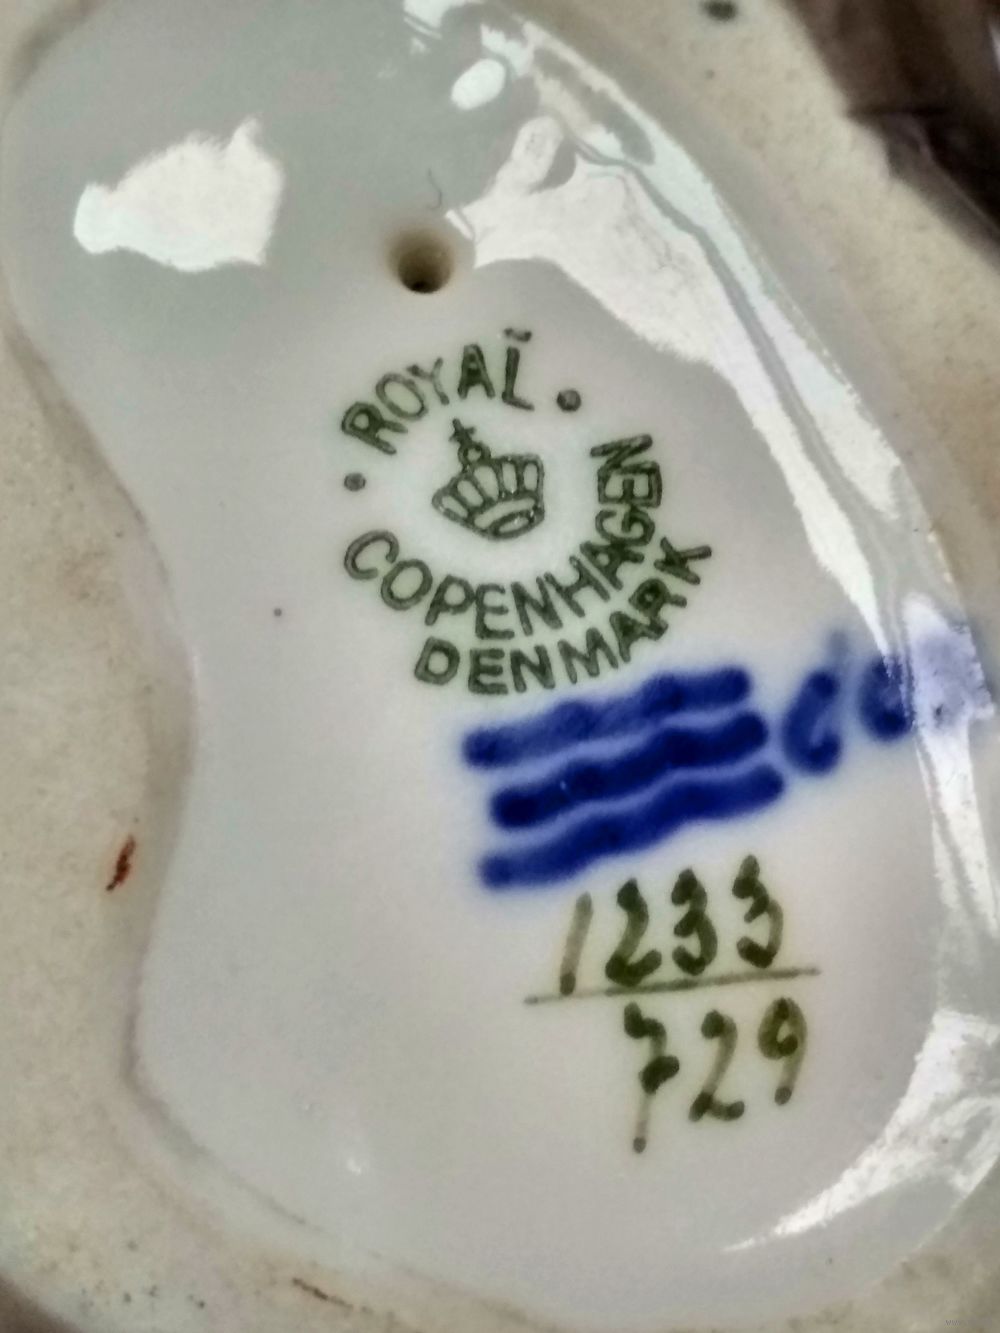 ROYAL
COPENHAGEN
DENMARK
1233
729